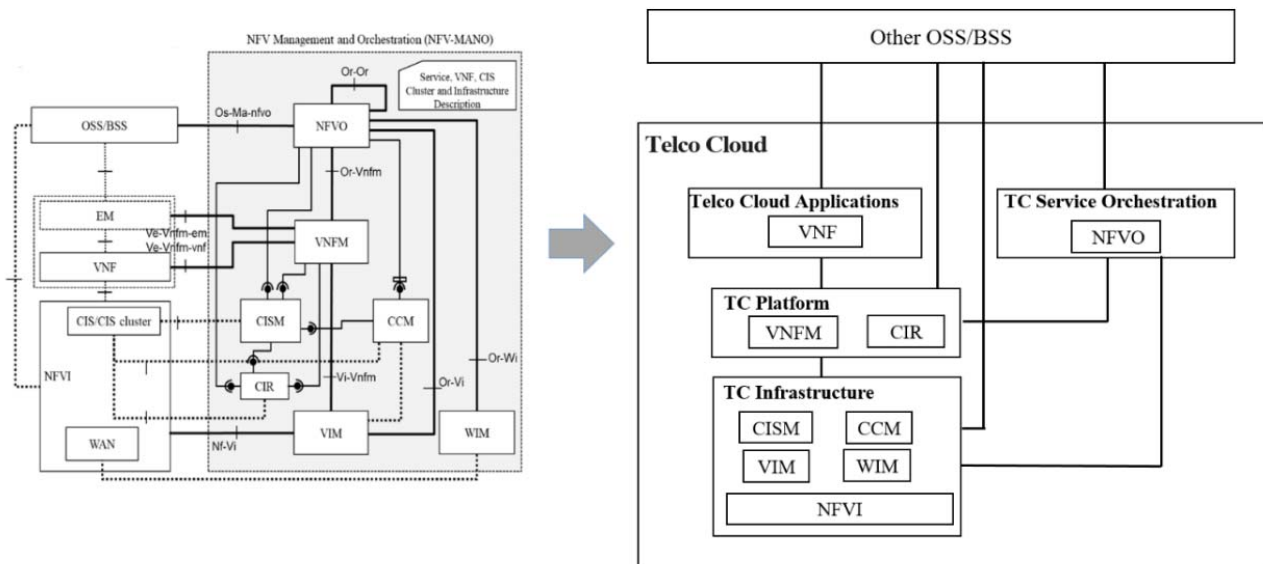 NFV Management and Orchestration (NFV-MANO)
Or-Or
Service, VNF, CIS
Cluster and Infrastructure
Description
Os-Ma-nfvo
OSS/BSS
NFVO
Or-Vnfm
EM
Ve-Vnfm-em
Ve-Vnfm-vnf
VNFM
VNF
CIS/CIS cluster
CISM
CCM
NFVI
Or-Wi
CIR
Vi-Vnfm
Or-Vi
WAN
Nf-Vi
VIM
WIM
Other OSS/BSS
Telco Cloud
Telco Cloud Applications
VNF
TC Service Orchestration
NFVO
TC Platform
VNFM
CIR
TC Infrastructure
CISM
CCM
VIM
WIM
NFVI